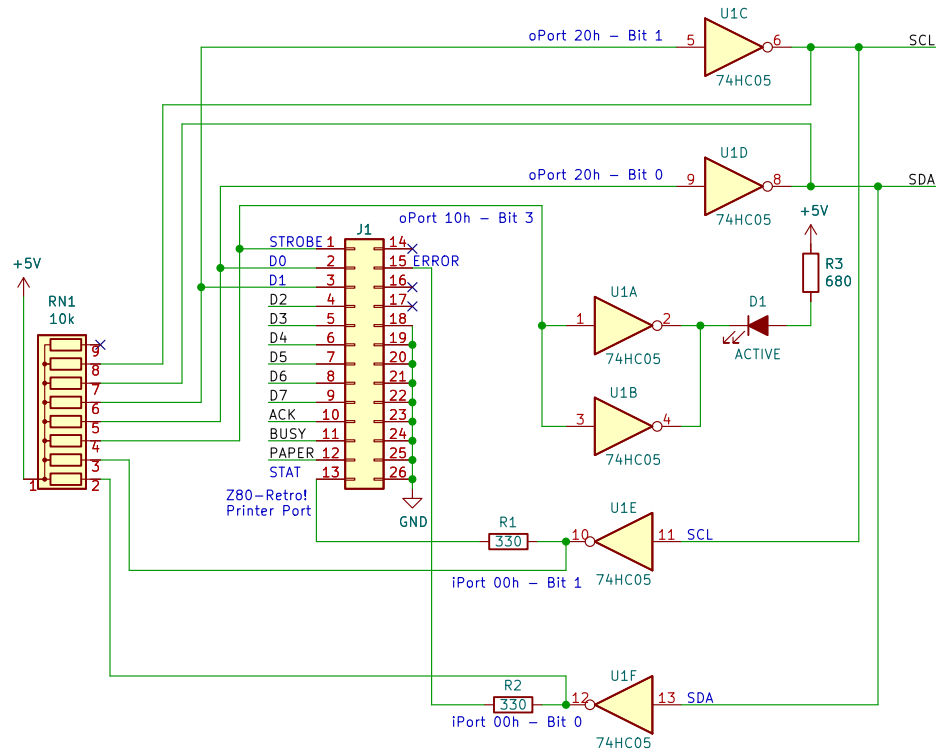 U1C
oPort 20h – Bit 1
5
6
SCL
74HC05
U1D
oPort 20h – Bit 0
9
8
SDA
74HC05
+5V
oPort 10h – Bit 3
J1
STROBE 1
14
D0 2
15 ERROR
D1 3
16
D2 4
17
D3 5
18
D4 6
19
D5 7
20
D6 8
21
D7 9
22
ACK 10
23
BUSY 11
24
PAPER 12
25
STAT 13
26
Z80–Retro!
Printer Port
GND
+5V
RN1
10k
9
8
7
6
5
4
3
2
1
R3
680
U1A
1
2
74HC05
D1
ACTIVE
U1B
3
4
74HC05
U1E
R1
330
10
11
SCL
iPort 00h – Bit 1
74HC05
U1F
R2
330
12
13
SDA
iPort 00h – Bit 0
74HC05